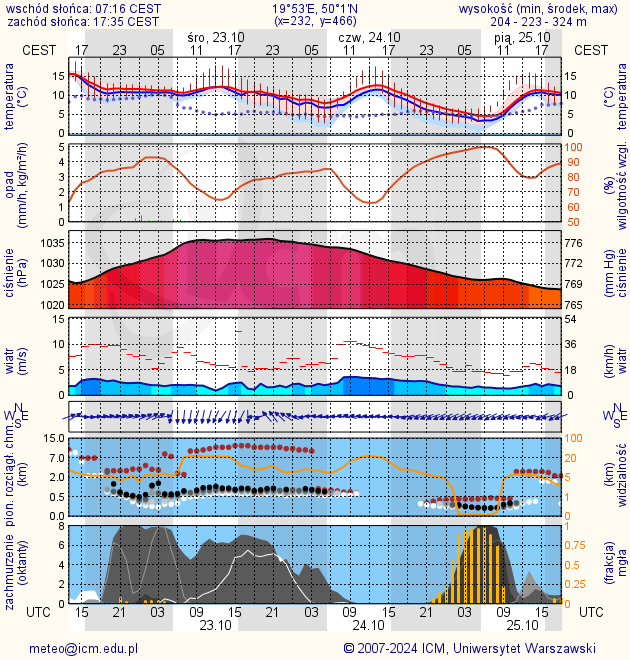 wschód słońca: 07:16 CEST
19°53'E, 50°1'N
wysokość (min, środek, max)
zachód słońca: 17:35 CEST
(x=232, y=466)
204 - 223 - 324 m
śro, 23.10
czw, 24.10
pią, 25.10
CEST
17 23 05 11 17 23 05 11 17 23 05 11 17
CEST
temperatura
(°C)
15
10
5
0
15
10
5
0
temperatura
(°C)
opad
(mm/h, kg/m²/h)
5
4
3
2
1
0
100
90
80
70
60
50
(%)
wilgotność wzgl.
ciśnienie
(hPa)
1035
1030
1025
1020
776
772
769
765
(mm Hg)
ciśnienie
wiatr
(m/s)
15
10
5
0
54
36
18
0
(km/h)
wiatr
N
W E
S
N
W E
S
pion. rozciągł. chm.
(km)
15.0
7.0
2.0
0.5
0.0
100
20
5
1
0
(km)
widzialność
zachmurzenie
(oktanty)
8
6
4
2
0
1
0.75
0.5
0.25
0
(frakcja)
mgła
UTC
15 21 03 09 15 21 03 09 15 21 03 09 15
UTC
23.10
24.10
25.10
meteo@icm.edu.pl
© 2007-2024 ICM, Uniwersytet Warszawski